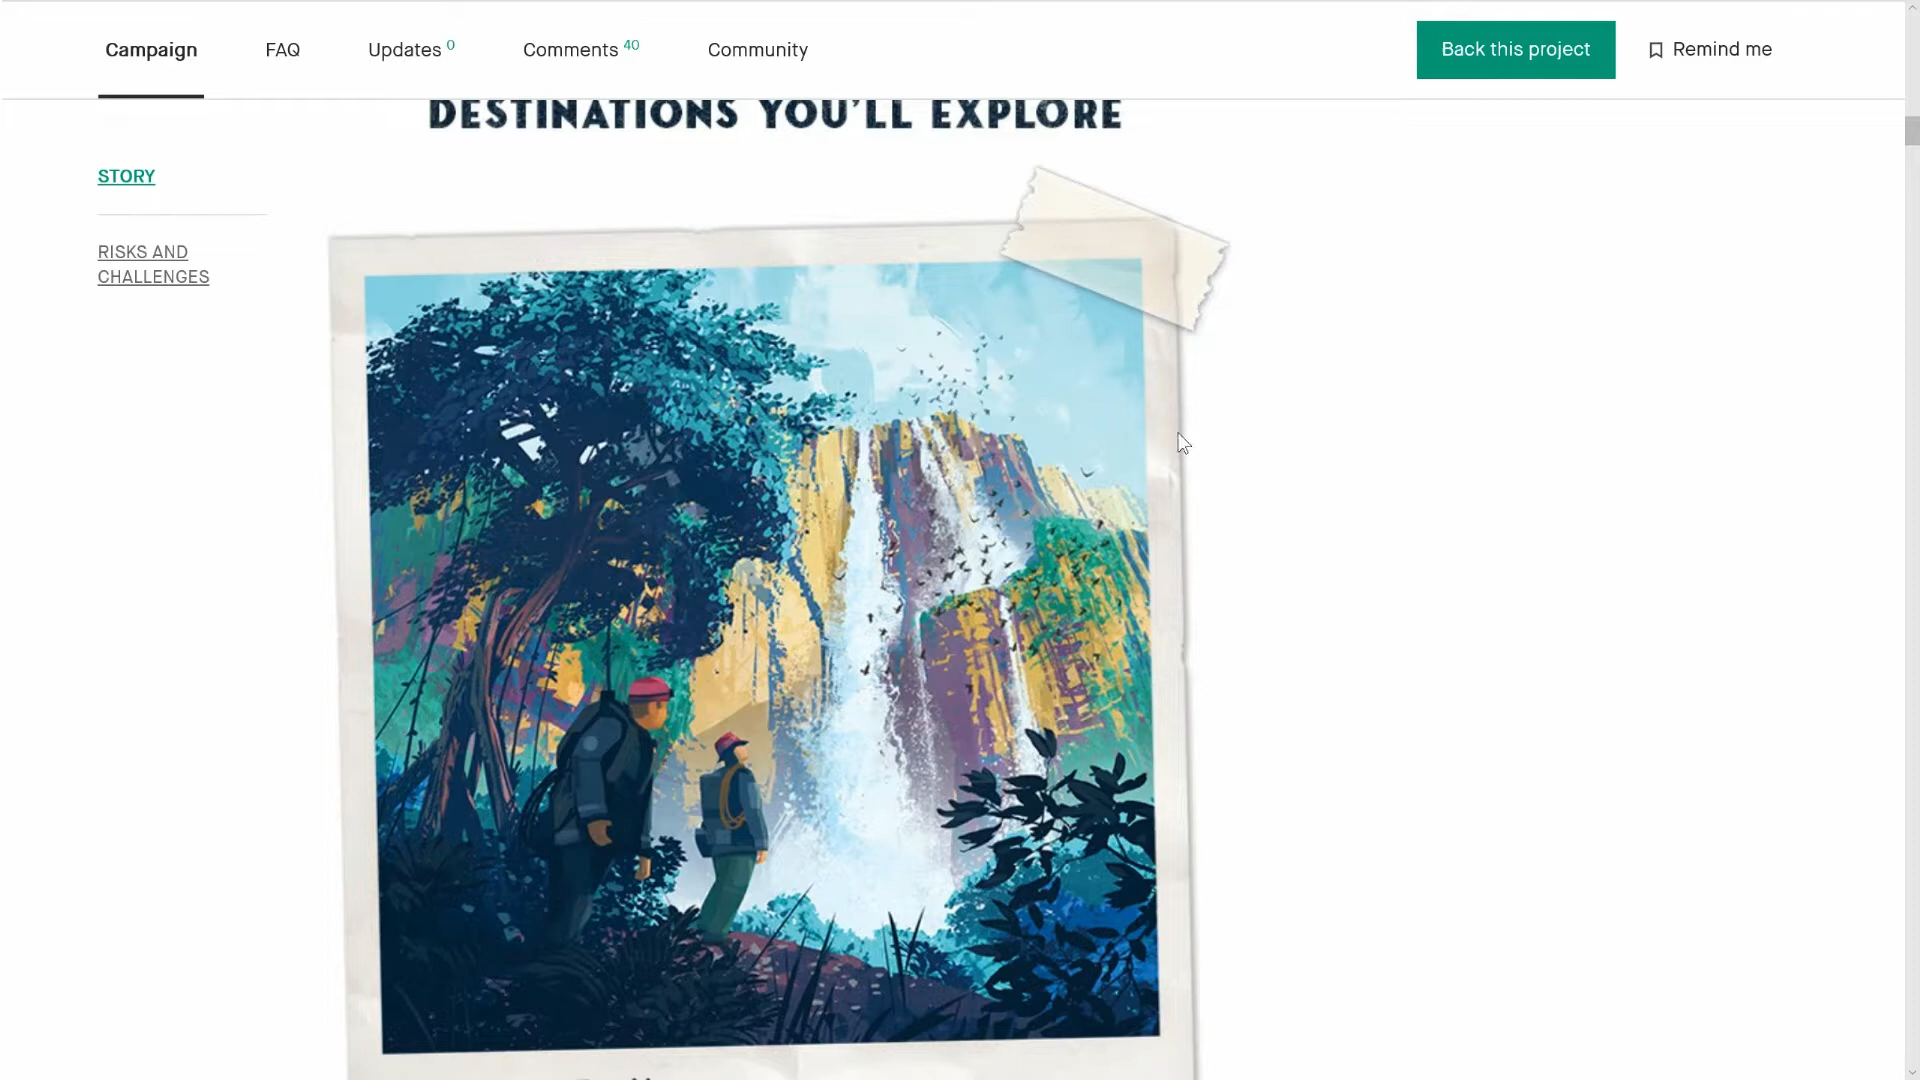 Campaign
FAQ
Updates 0
Comments 40
Community
Back this project
Remind me
DESTINATIONS YOU'LL EXPLORE
STORY
RISKS AND
CHALLENGES